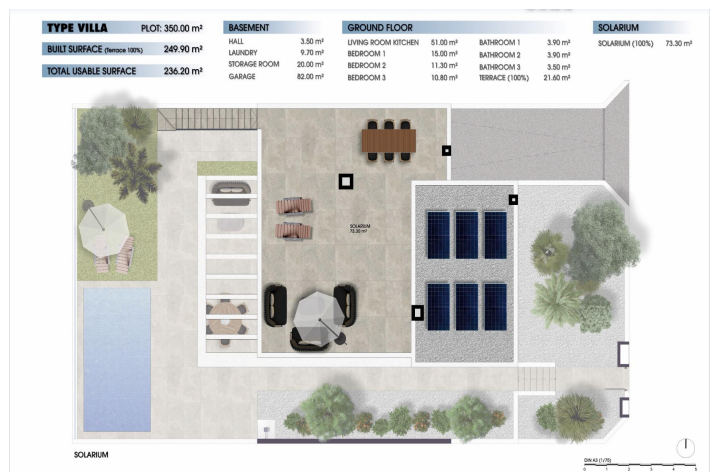 TYPE VILLA PLOT: 350.00 m²
BUILT SURFACE (Terrace 100%) 249.90 m²
TOTAL USABLE SURFACE 236.20 m²
BASEMENT
HALL 3.50 m²
LAUNDRY 9.70 m²
STORAGE ROOM 20.00 m²
GARAGE 82.00 m²
GROUND FLOOR
LIVING ROOM KITCHEN 51.00 m²
BEDROOM 1 15.00 m²
BEDROOM 2 11.30 m²
BEDROOM 3 10.80 m²
BATHROOM 1 3.90 m²
BATHROOM 2 3.90 m²
BATHROOM 3 3.50 m²
TERRACE (100%) 21.60 m²
SOLARIUM
SOLARIUM (100%) 73.30 m²
SOLARIUM
73.30 m²
SOLARIUM
DIN A3 (1/75)
0 1 2 3 4 5